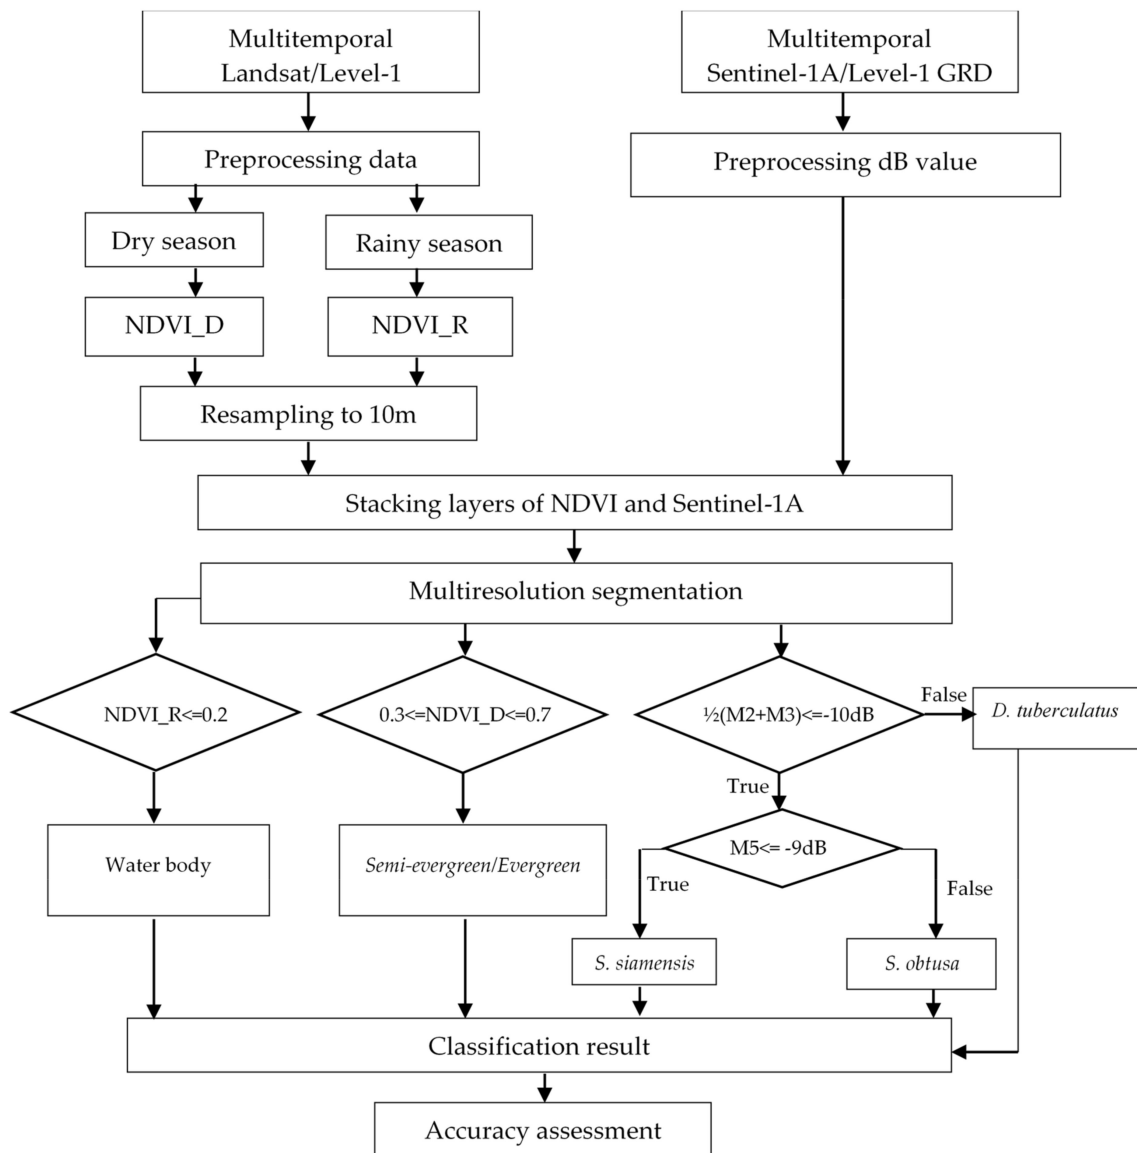 Multitemporal
Landsat/Level-1
Multitemporal
Sentinel-1A/Level-1 GRD
Preprocessing data
Preprocessing dB value
Dry season
Rainy season
NDVI_D
NDVI_R
Resampling to 10m
Stacking layers of NDVI and Sentinel-1A
Multiresolution segmentation
NDVI_R<=0.2
0.3<=NDVI_D<=0.7
½(M2+M3)<=-10dB
False
D. tuberculatus
True
Water body
Semi-evergreen/Evergreen
M5<= -9dB
True
False
S. siamensis
S. obtusa
Classification result
Accuracy assessment